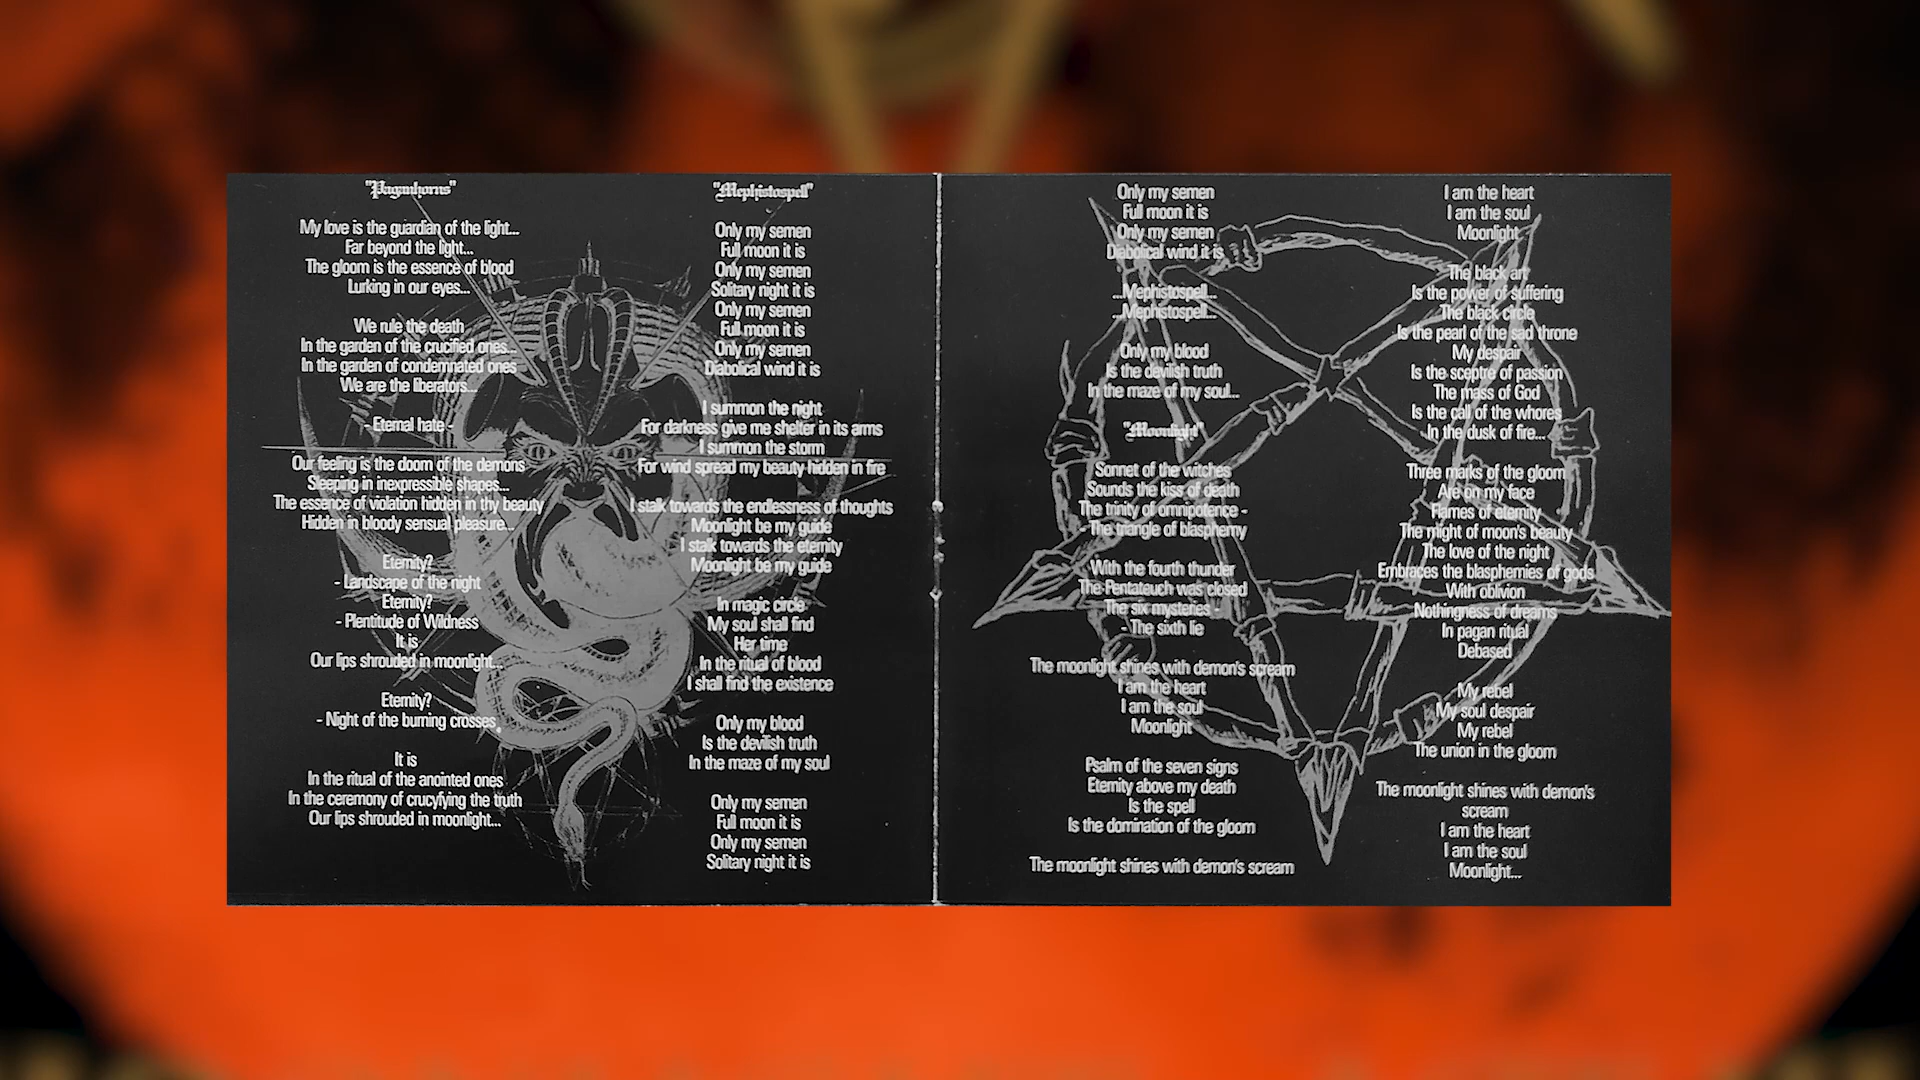 "Paganhorns"
My love is the guardian of the light...
Far beyond the light...
The gloom is the essence of blood
Lurking in our eyes...
We rule the death
In the garden of the crucified ones...
In the garden of condemnated ones
We are the liberators...
- Eternal hate -
Our feeling is the doom of the demons
Sleeping in inexpressible shapes...
The essence of violation hidden in thy beauty
Hidden in bloody sensual pleasure...
Eternity?
- Landscape of the night
Eternity?
- Plentitude of Wildness
It is
Our lips shrouded in moonlight...
Eternity?
- Night of the burning crosses
It is
In the ritual of the anointed ones
In the ceremony of crucyfying the truth
Our lips shrouded in moonlight...
"Mephistospell"
Only my semen
Full moon it is
Only my semen
Solitary night it is
Only my semen
Full moon it is
Only my semen
Diabolical wind it is
I summon the night
For darkness give me shelter in its arms
I summon the storm
For wind spread my beauty hidden in fire
I stalk towards the endlessness of thoughts
Moonlight be my guide
I stalk towards the eternity
Moonlight be my guide
In magic circle
My soul shall find
Her time
In the ritual of blood
I shall find the existence
Only my blood
Is the devilish truth
In the maze of my soul
Only my semen
Full moon it is
Only my semen
Solitary night it is
Only my semen
Full moon it is
Only my semen
Diabolical wind it is
...Mephistospell...
...Mephistospell...
Only my blood
Is the devilish truth
In the maze of my soul...
"Moonlight"
Sonnet of the witches
Sounds the kiss of death
The trinity of omnipotence -
- The triangle of blasphemy
With the fourth thunder
The Pentateuch was closed
The six mysteries -
- The sixth lie
The moonlight shines with demon's scream
I am the heart
I am the soul
Moonlight
Psalm of the seven signs
Eternity above my death
Is the spell
Is the domination of the gloom
The moonlight shines with demon's scream
I am the heart
I am the soul
Moonlight
The black art
Is the power of suffering
The black circle
Is the pearl of the sad throne
My despair
Is the sceptre of passion
The mass of God
Is the call of the whores
In the dusk of fire...
Three marks of the gloom
Are on my face
Flames of eternity
The might of moon's beauty
The love of the night
Embraces the blasphemies of gods
With oblivion
Nothingness of dreams
In pagan ritual
Debased
My rebel
My soul despair
My rebel
The union in the gloom
The moonlight shines with demon's
scream
I am the heart
I am the soul
Moonlight...